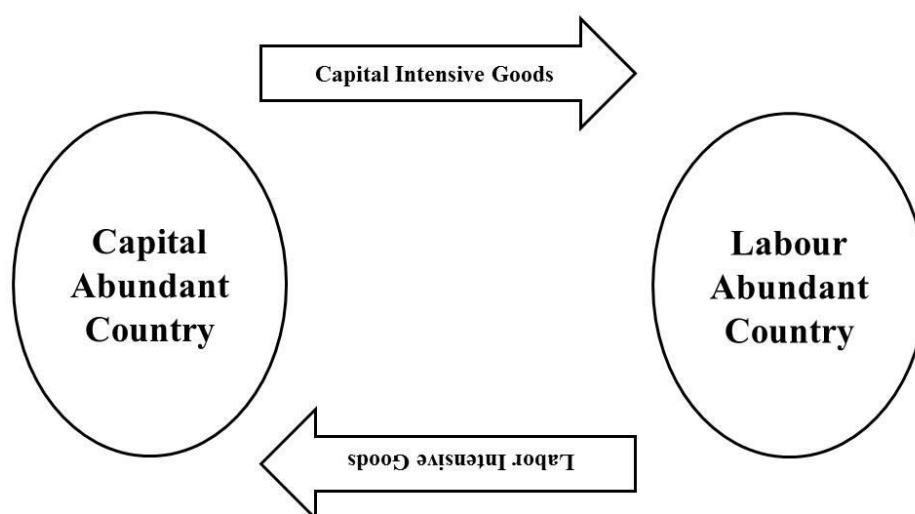 Capital Intensive Goods
Capital
Abundant
Country
Labour
Abundant
Country
Labor Intensive Goods